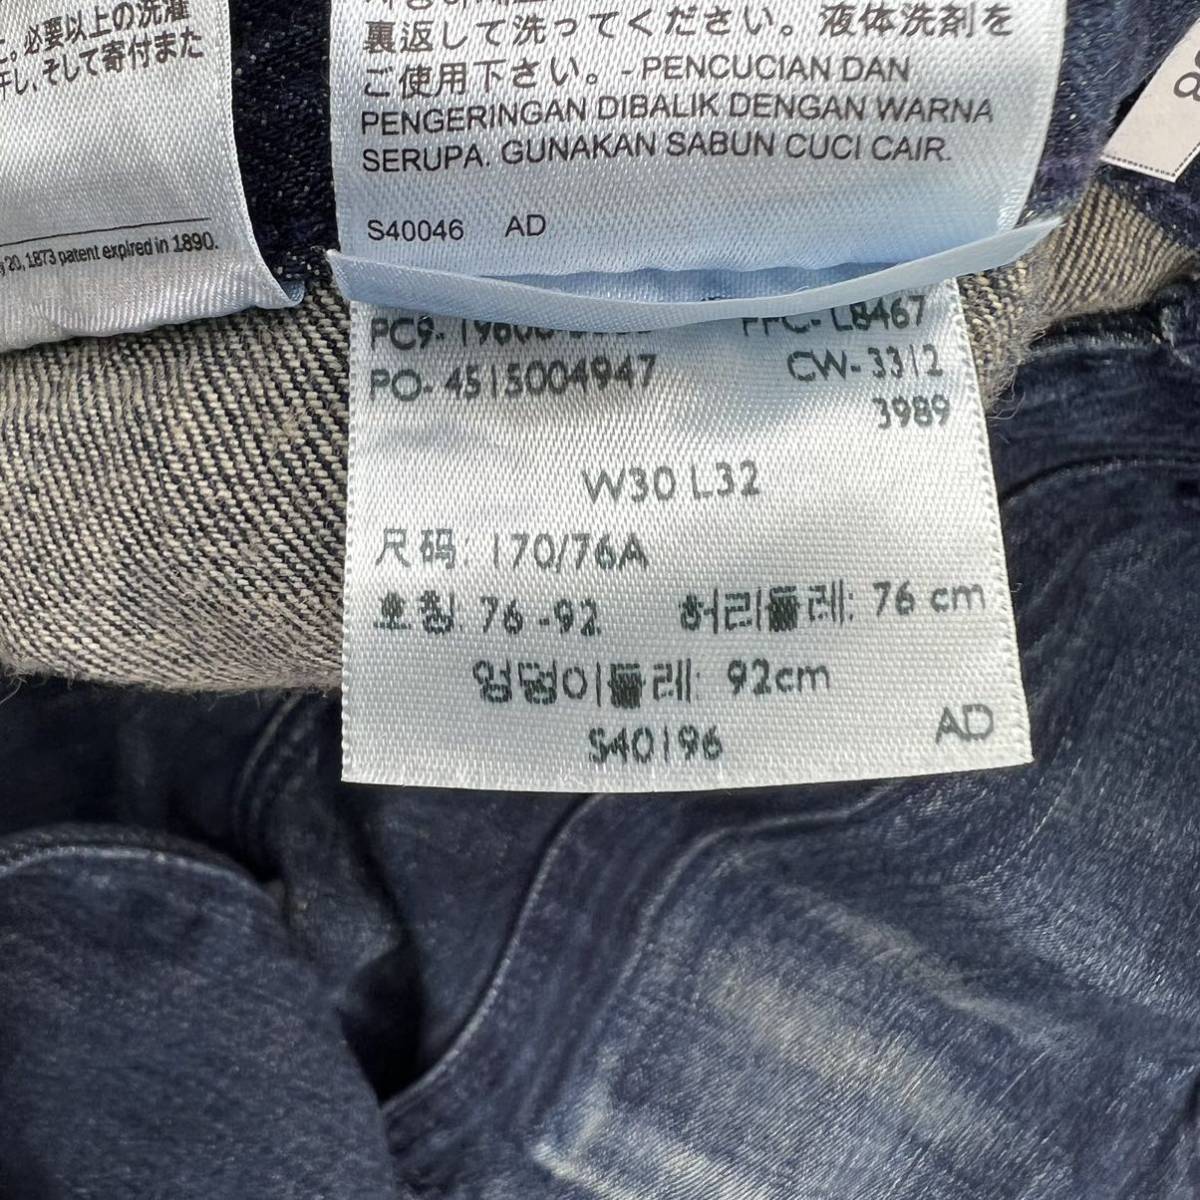 必要以上の洗濯
し、そして寄付また
20, 1873 patent expired in 1890.
裏返して洗ってください。液体洗剤を
ご使用下さい。- PENCUCIAN DAN
PENGERINGAN DIBALIK DENGAN WARNA
SERUPA. GUNAKAN SABUN CUCI CAIR.
S40046 AD
L8467
PO- 4515004947 CW- 3312
3989
W30 L32
尺码: 170/76A
호칭: 76 -92 허리둘레: 76 cm
엉덩이둘레: 92cm
S40196 AD